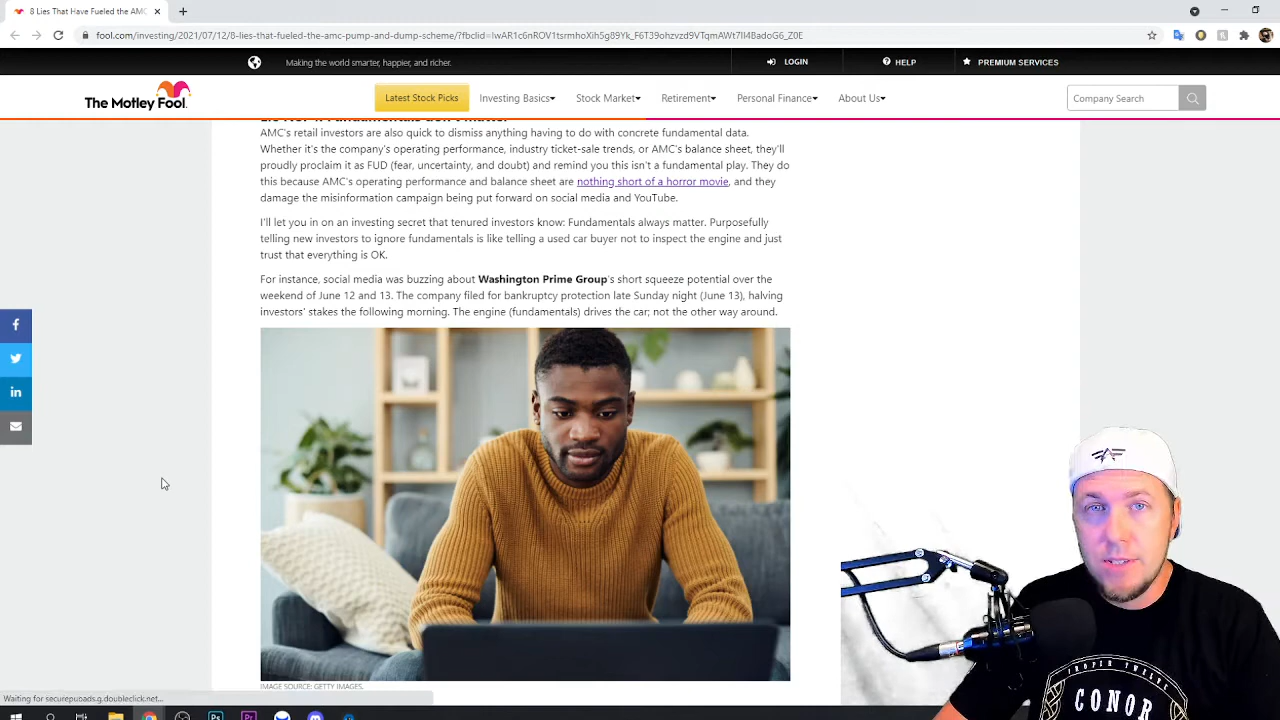 8 Lies That Have Fueled the AMC
fool.com/investing/2021/07/12/8-lies-that-fueled-the-amc-pump-and-dump-scheme/?fbclid=IwAR1c6nROV1tsrmhoXih5g89Yk_F6T39ohzvzd9VTqmAWt7Il4BadoG6_Z0E
Making the world smarter, happier, and richer.
LOGIN
HELP
PREMIUM SERVICES
The Motley Fool.
Latest Stock Picks
Investing Basics
Stock Market
Retirement
Personal Finance
About Us
Company Search
AMC's retail investors are also quick to dismiss anything having to do with concrete fundamental data.
Whether it's the company's operating performance, industry ticket-sale trends, or AMC's balance sheet, they'll
proudly proclaim it as FUD (fear, uncertainty, and doubt) and remind you this isn't a fundamental play. They do
this because AMC's operating performance and balance sheet are nothing short of a horror movie, and they
damage the misinformation campaign being put forward on social media and YouTube.
I'll let you in on an investing secret that tenured investors know: Fundamentals always matter. Purposefully
telling new investors to ignore fundamentals is like telling a used car buyer not to inspect the engine and just
trust that everything is OK.
For instance, social media was buzzing about Washington Prime Group's short squeeze potential over the
weekend of June 12 and 13. The company filed for bankruptcy protection late Sunday night (June 13), halving
investors' stakes the following morning. The engine (fundamentals) drives the car; not the other way around.
IMAGE SOURCE: GETTY IMAGES.
Waiting for securepubads.g.doubleclick.net...
CONOR